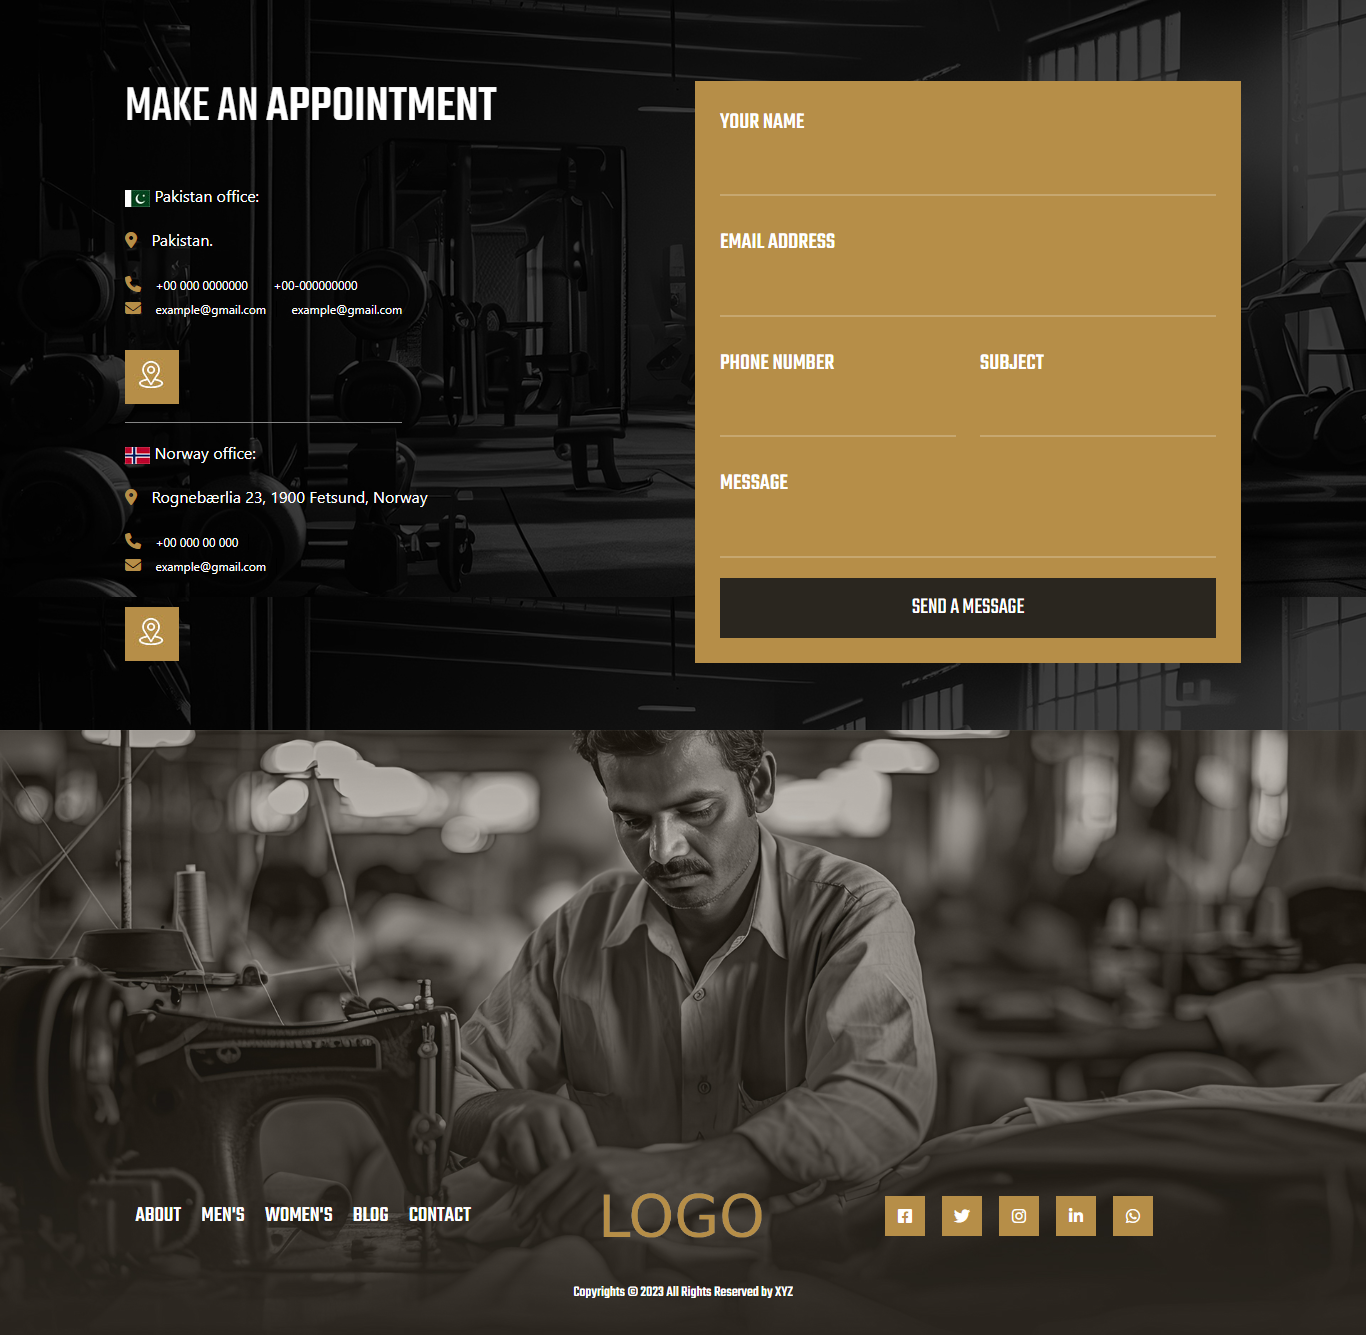 MAKE AN APPOINTMENT
Pakistan office:
Pakistan.
+00 000 0000000 +00-000000000
example@gmail.com example@gmail.com
Norway office:
Rognebærlia 23, 1900 Fetsund, Norway
+00 000 00 000
example@gmail.com
YOUR NAME
EMAIL ADDRESS
PHONE NUMBER SUBJECT
MESSAGE
SEND A MESSAGE
ABOUT MEN'S WOMEN'S BLOG CONTACT
LOGO
Copyrights © 2023 All Rights Reserved by XYZ